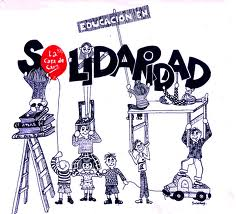 EDUCACIÓN EN
SOLIDARIDAD
La
Casa de